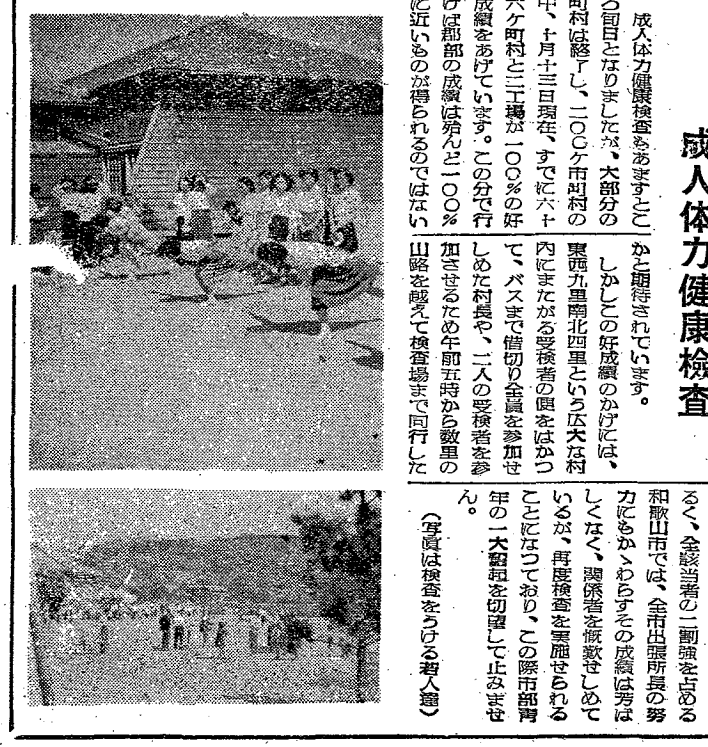 成人体力健康検査
成人体力健康検査もあますとこ
ろ旬日となりましたが、大部分の
町村は終了し、二〇〇ケ市町村の
中、十月十三日現在、すでに六十
六ケ町村と二工場が一〇〇%の好
成績をあげています。この分で行
けば郡部の成績は殆んど一〇〇%
に近いものが得られるのではない
かと期待されています。
しかしこの好成績のかげには、
東西九里南北四里という広大な村
内にまたがる受検者の便をはかつ
て、バスまで借切り全員を参加せ
しめた村長や、二人の受検者を参
加させるため午前五時から数里の
山路を越えて検査場まで同行した
るく、全該当者の二割強を占める
和歌山市では、全市出張所長の努
力にもかゝわらずその成績は芳ば
しくなく、関係者を慨歎せしめて
いるが、再度検査を実施せられる
ことになつており、この際市部青
年の一大奮起を切望して止みませ
ん。
(写真は検査をうける若人達)